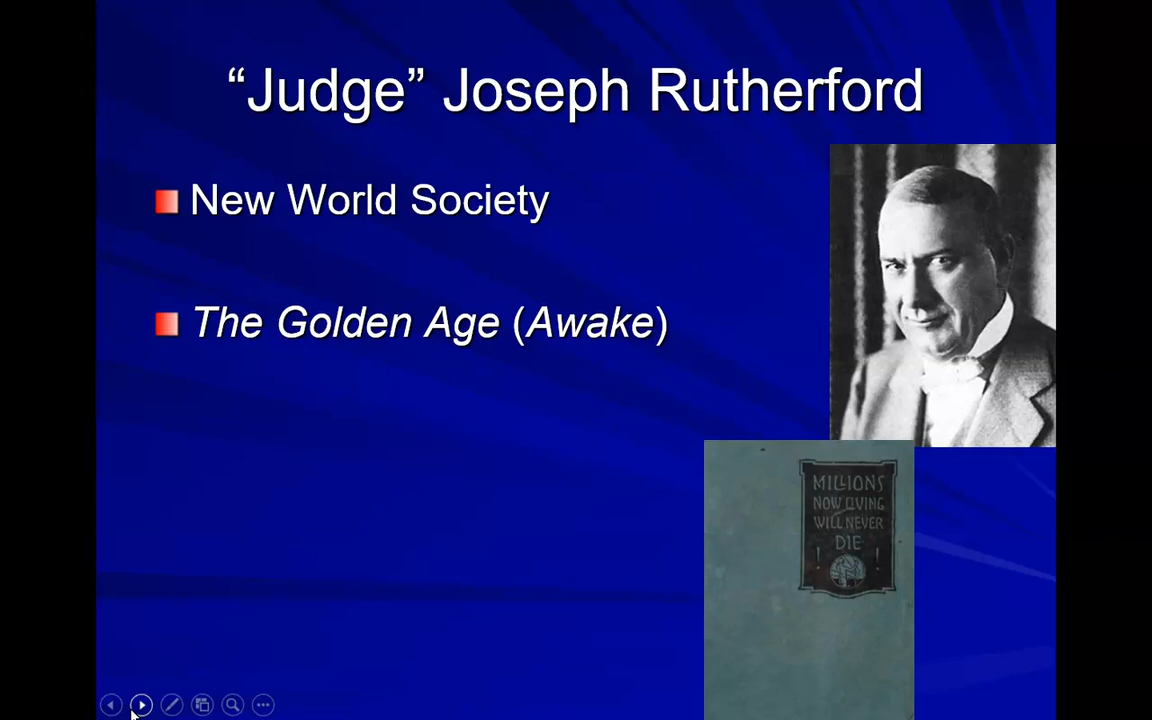 “Judge” Joseph Rutherford
New World Society
The Golden Age (Awake)
MILLIONS
NOW LIVING
WILL NEVER
DIE
! !